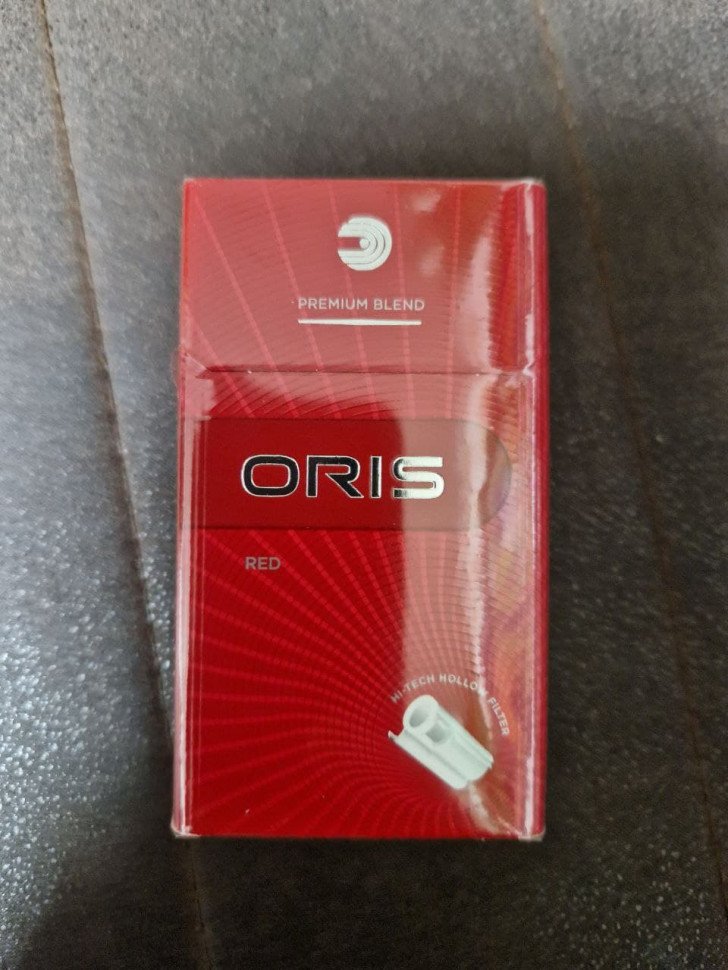 PREMIUM BLEND
ORIS
RED
HI-TECH HOLLOW FILTER